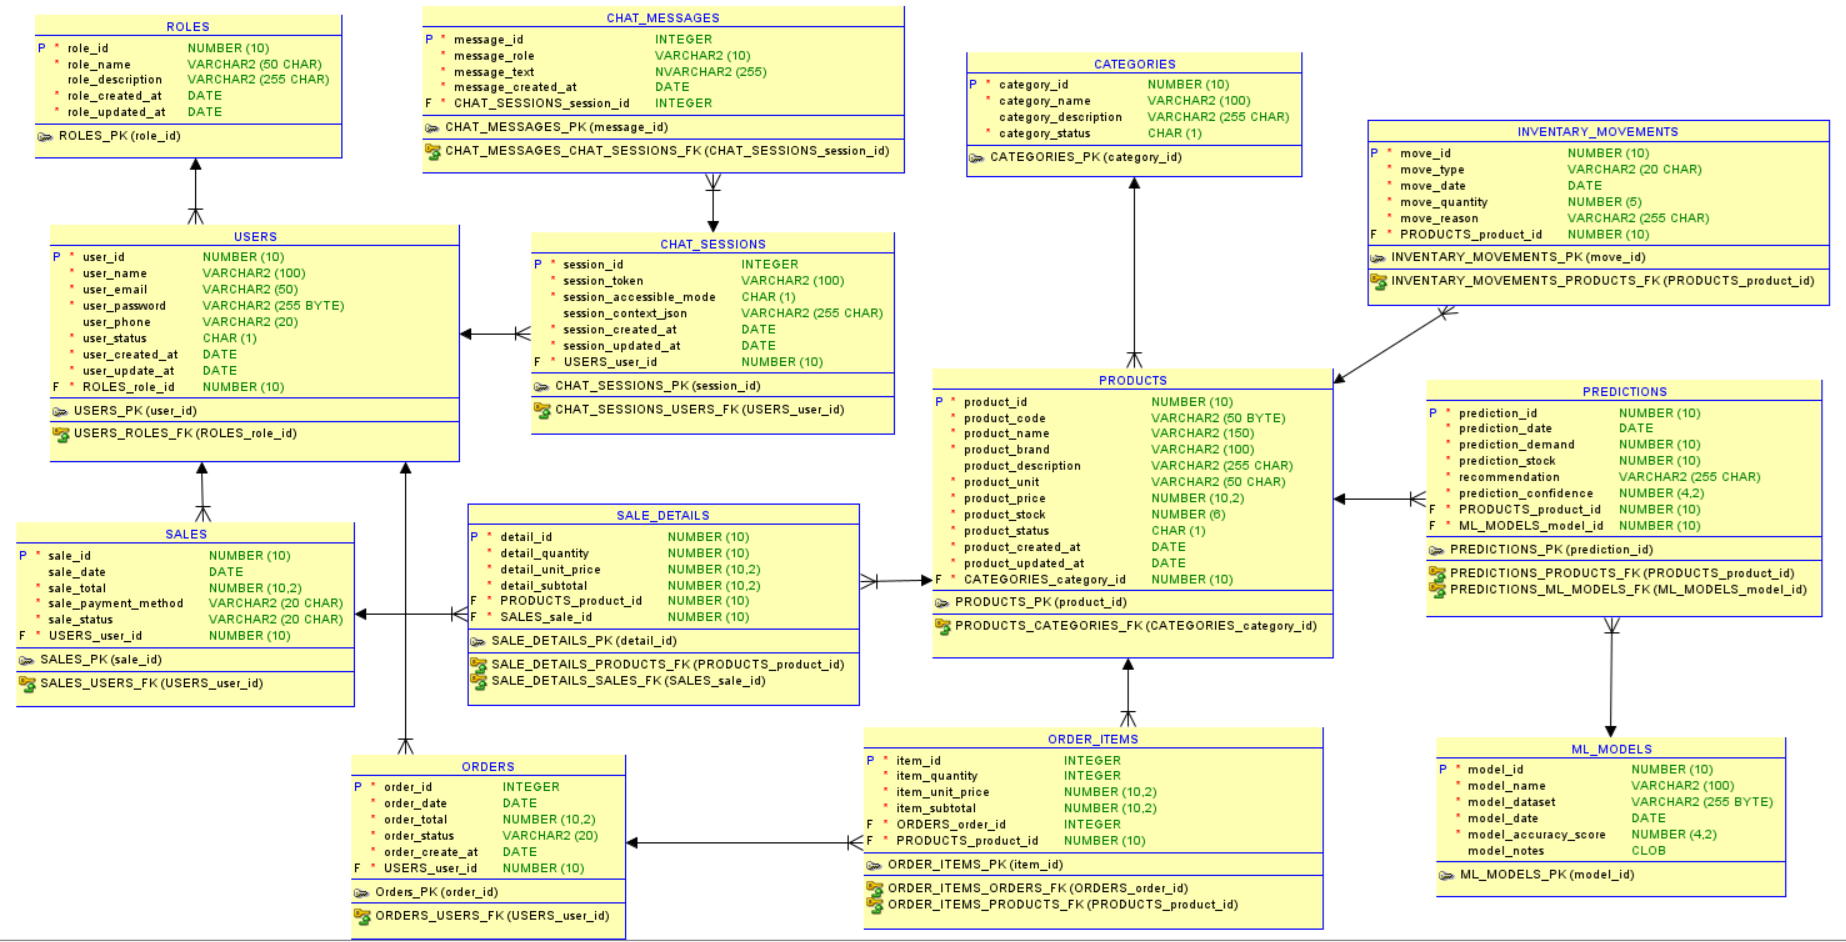 ROLES
P * role_id NUMBER (10)
* role_name VARCHAR2 (50 CHAR)
role_description VARCHAR2 (255 CHAR)
* role_created_at DATE
* role_updated_at DATE
ROLES_PK (role_id)
CHAT_MESSAGES
P * message_id INTEGER
* message_role VARCHAR2 (10)
* message_text NVARCHAR2 (255)
* message_created_at DATE
F * CHAT_SESSIONS_session_id INTEGER
CHAT_MESSAGES_PK (message_id)
CHAT_MESSAGES_CHAT_SESSIONS_FK (CHAT_SESSIONS_session_id)
CATEGORIES
P * category_id NUMBER (10)
* category_name VARCHAR2 (100)
category_description VARCHAR2 (255 CHAR)
* category_status CHAR (1)
CATEGORIES_PK (category_id)
INVENTARY_MOVEMENTS
P * move_id NUMBER (10)
* move_type VARCHAR2 (20 CHAR)
* move_date DATE
* move_quantity NUMBER (5)
* move_reason VARCHAR2 (255 CHAR)
F * PRODUCTS_product_id NUMBER (10)
INVENTARY_MOVEMENTS_PK (move_id)
INVENTARY_MOVEMENTS_PRODUCTS_FK (PRODUCTS_product_id)
USERS
P * user_id NUMBER (10)
* user_name VARCHAR2 (100)
* user_email VARCHAR2 (50)
* user_password VARCHAR2 (255 BYTE)
user_phone VARCHAR2 (20)
* user_status CHAR (1)
* user_created_at DATE
* user_update_at DATE
F * ROLES_role_id NUMBER (10)
USERS_PK (user_id)
USERS_ROLES_FK (ROLES_role_id)
CHAT_SESSIONS
P * session_id INTEGER
* session_token VARCHAR2 (100)
* session_accessible_mode CHAR (1)
session_context_json VARCHAR2 (255 CHAR)
* session_created_at DATE
* session_updated_at DATE
F * USERS_user_id NUMBER (10)
CHAT_SESSIONS_PK (session_id)
CHAT_SESSIONS_USERS_FK (USERS_user_id)
PRODUCTS
P * product_id NUMBER (10)
* product_code VARCHAR2 (50 BYTE)
* product_name VARCHAR2 (150)
* product_brand VARCHAR2 (100)
product_description VARCHAR2 (255 CHAR)
* product_unit VARCHAR2 (50 CHAR)
* product_price NUMBER (10,2)
* product_stock NUMBER (6)
* product_status CHAR (1)
* product_created_at DATE
* product_updated_at DATE
F * CATEGORIES_category_id NUMBER (10)
PRODUCTS_PK (product_id)
PRODUCTS_CATEGORIES_FK (CATEGORIES_category_id)
PREDICTIONS
P * prediction_id NUMBER (10)
* prediction_date DATE
* prediction_demand NUMBER (10)
* prediction_stock NUMBER (10)
* recommendation VARCHAR2 (255 CHAR)
* prediction_confidence NUMBER (4,2)
F * PRODUCTS_product_id NUMBER (10)
F * ML_MODELS_model_id NUMBER (10)
PREDICTIONS_PK (prediction_id)
PREDICTIONS_PRODUCTS_FK (PRODUCTS_product_id)
PREDICTIONS_ML_MODELS_FK (ML_MODELS_model_id)
SALES
P * sale_id NUMBER (10)
sale_date DATE
* sale_total NUMBER (10,2)
* sale_payment_method VARCHAR2 (20 CHAR)
* sale_status VARCHAR2 (20 CHAR)
F * USERS_user_id NUMBER (10)
SALES_PK (sale_id)
SALES_USERS_FK (USERS_user_id)
SALE_DETAILS
P * detail_id NUMBER (10)
* detail_quantity NUMBER (10)
* detail_unit_price NUMBER (10,2)
* detail_subtotal NUMBER (10,2)
F * PRODUCTS_product_id NUMBER (10)
F * SALES_sale_id NUMBER (10)
SALE_DETAILS_PK (detail_id)
SALE_DETAILS_PRODUCTS_FK (PRODUCTS_product_id)
SALE_DETAILS_SALES_FK (SALES_sale_id)
ORDERS
P * order_id INTEGER
* order_date DATE
* order_total NUMBER (10,2)
* order_status VARCHAR2 (20)
* order_create_at DATE
F * USERS_user_id NUMBER (10)
Orders_PK (order_id)
ORDERS_USERS_FK (USERS_user_id)
ORDER_ITEMS
P * item_id INTEGER
* item_quantity INTEGER
* item_unit_price NUMBER (10,2)
* item_subtotal NUMBER (10,2)
F * ORDERS_order_id INTEGER
F * PRODUCTS_product_id NUMBER (10)
ORDER_ITEMS_PK (item_id)
ORDER_ITEMS_ORDERS_FK (ORDERS_order_id)
ORDER_ITEMS_PRODUCTS_FK (PRODUCTS_product_id)
ML_MODELS
P * model_id NUMBER (10)
* model_name VARCHAR2 (100)
* model_dataset VARCHAR2 (255 BYTE)
* model_date DATE
* model_accuracy_score NUMBER (4,2)
model_notes CLOB
ML_MODELS_PK (model_id)